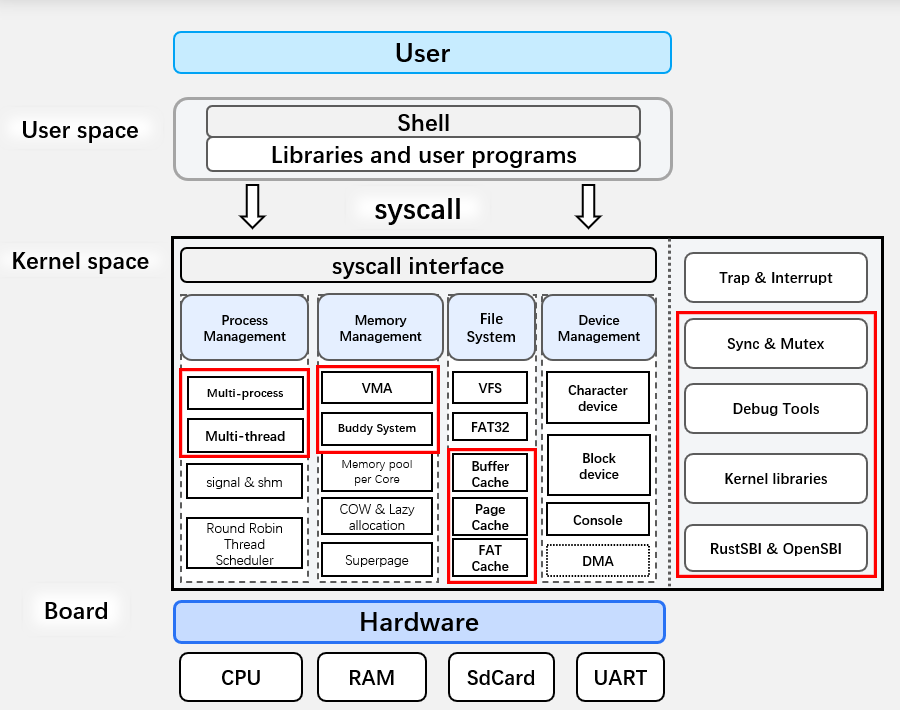 User
User space
Shell
Libraries and user programs
syscall
Kernel space
syscall interface
Process
Management
Multi-process
Multi-thread
signal & shm
Round Robin
Thread
Scheduler
Memory
Management
VMA
Buddy System
Memory pool
per Core
COW & Lazy
allocation
Superpage
File
System
VFS
FAT32
Buffer
Cache
Page
Cache
FAT
Cache
Device
Management
Character
device
Block
device
Console
DMA
Trap & Interrupt
Sync & Mutex
Debug Tools
Kernel libraries
RustSBI & OpenSBI
Board
Hardware
CPU
RAM
SdCard
UART